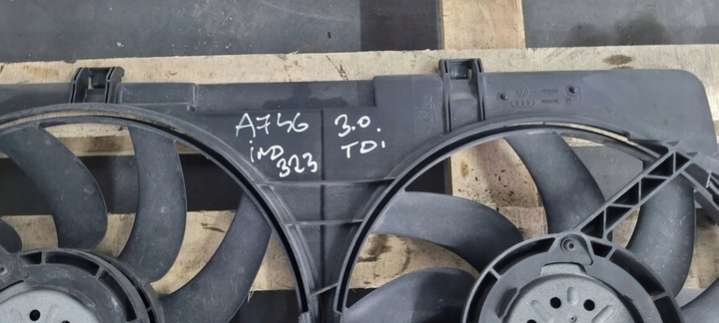 A7 4G
3.0.
IND
TDI
323